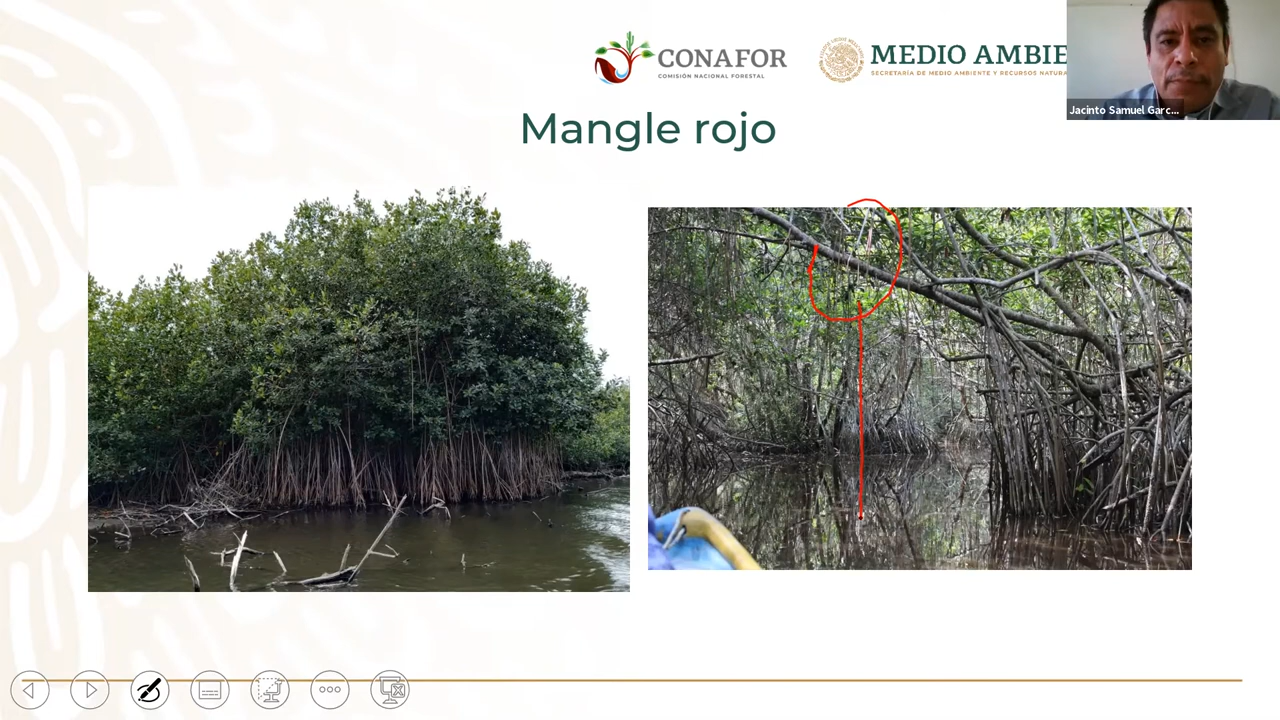 CONAFOR
COMISIÓN NACIONAL FORESTAL
MEDIO AMBIE
SECRETARÍA DE MEDIO AMBIENTE Y RECURSOS NATURA
Jacinto Samuel Garc...
Mangle rojo